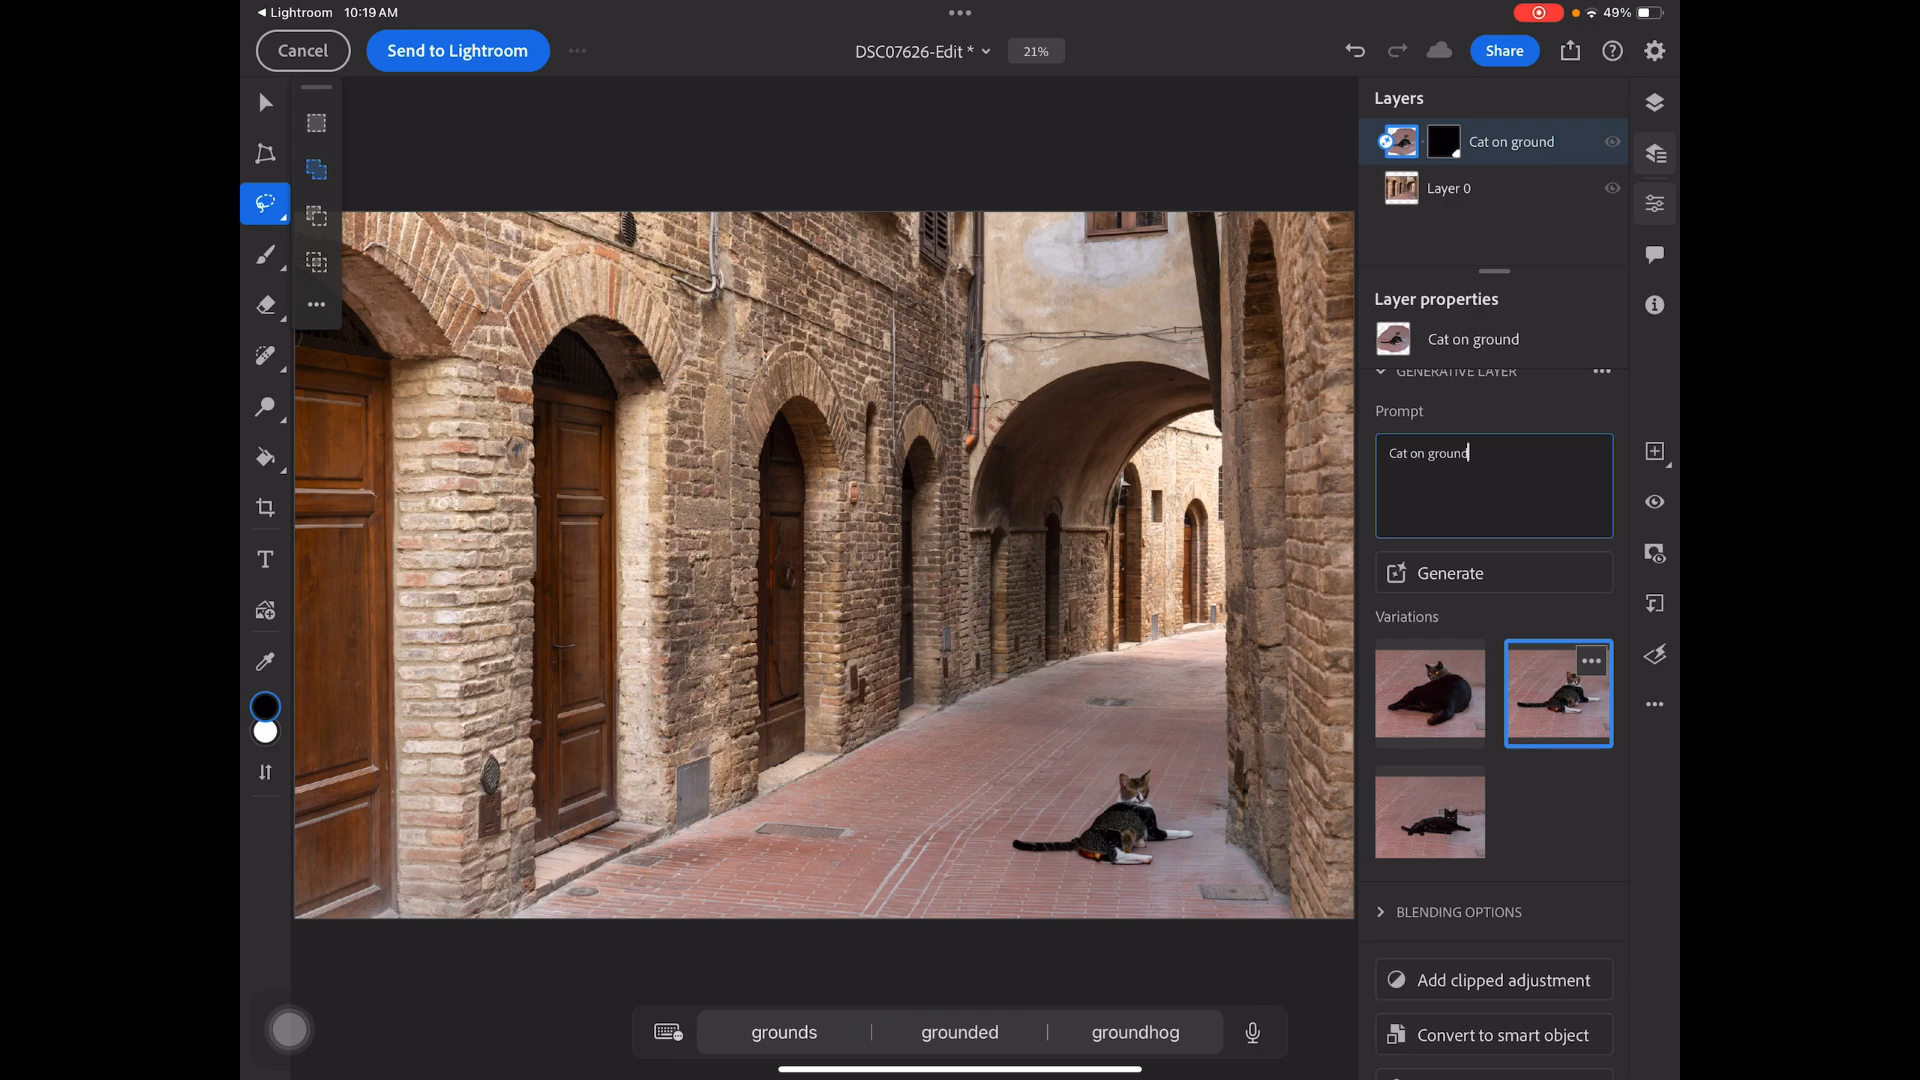 Lightroom 10:19 AM 49%
Cancel Send to Lightroom DSC07626-Edit * 21% Share
Layers
Cat on ground
Layer 0
Layer properties
Cat on ground
GENERATIVE LAYER
Prompt
Cat on ground
Generate
Variations
BLENDING OPTIONS
Add clipped adjustment
Convert to smart object
grounds grounded groundhog